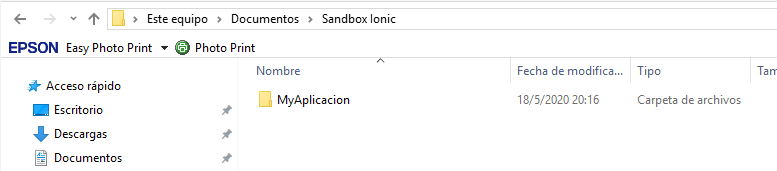 Este equipo > Documentos > Sandbox Ionic
EPSON Easy Photo Print Photo Print
Nombre Fecha de modifica... Tipo Tam
Acceso rápido
Escritorio
Descargas
Documentos
MyAplicacion 18/5/2020 20:16 Carpeta de archivos